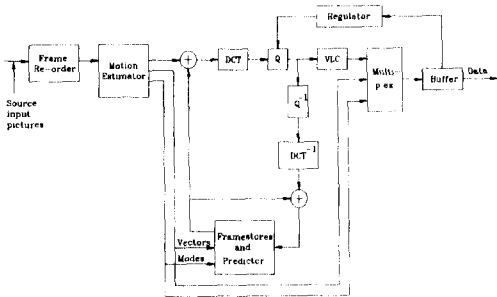 Regulator
Frame
Re-order
Motion
Estimator
+
DCT
Q
VLC
Multi-
plex
Buffer
Data
Source
input
pictures
Q-1
DCT-1
+
Vectors
Modes
Framestores
and
Predictor